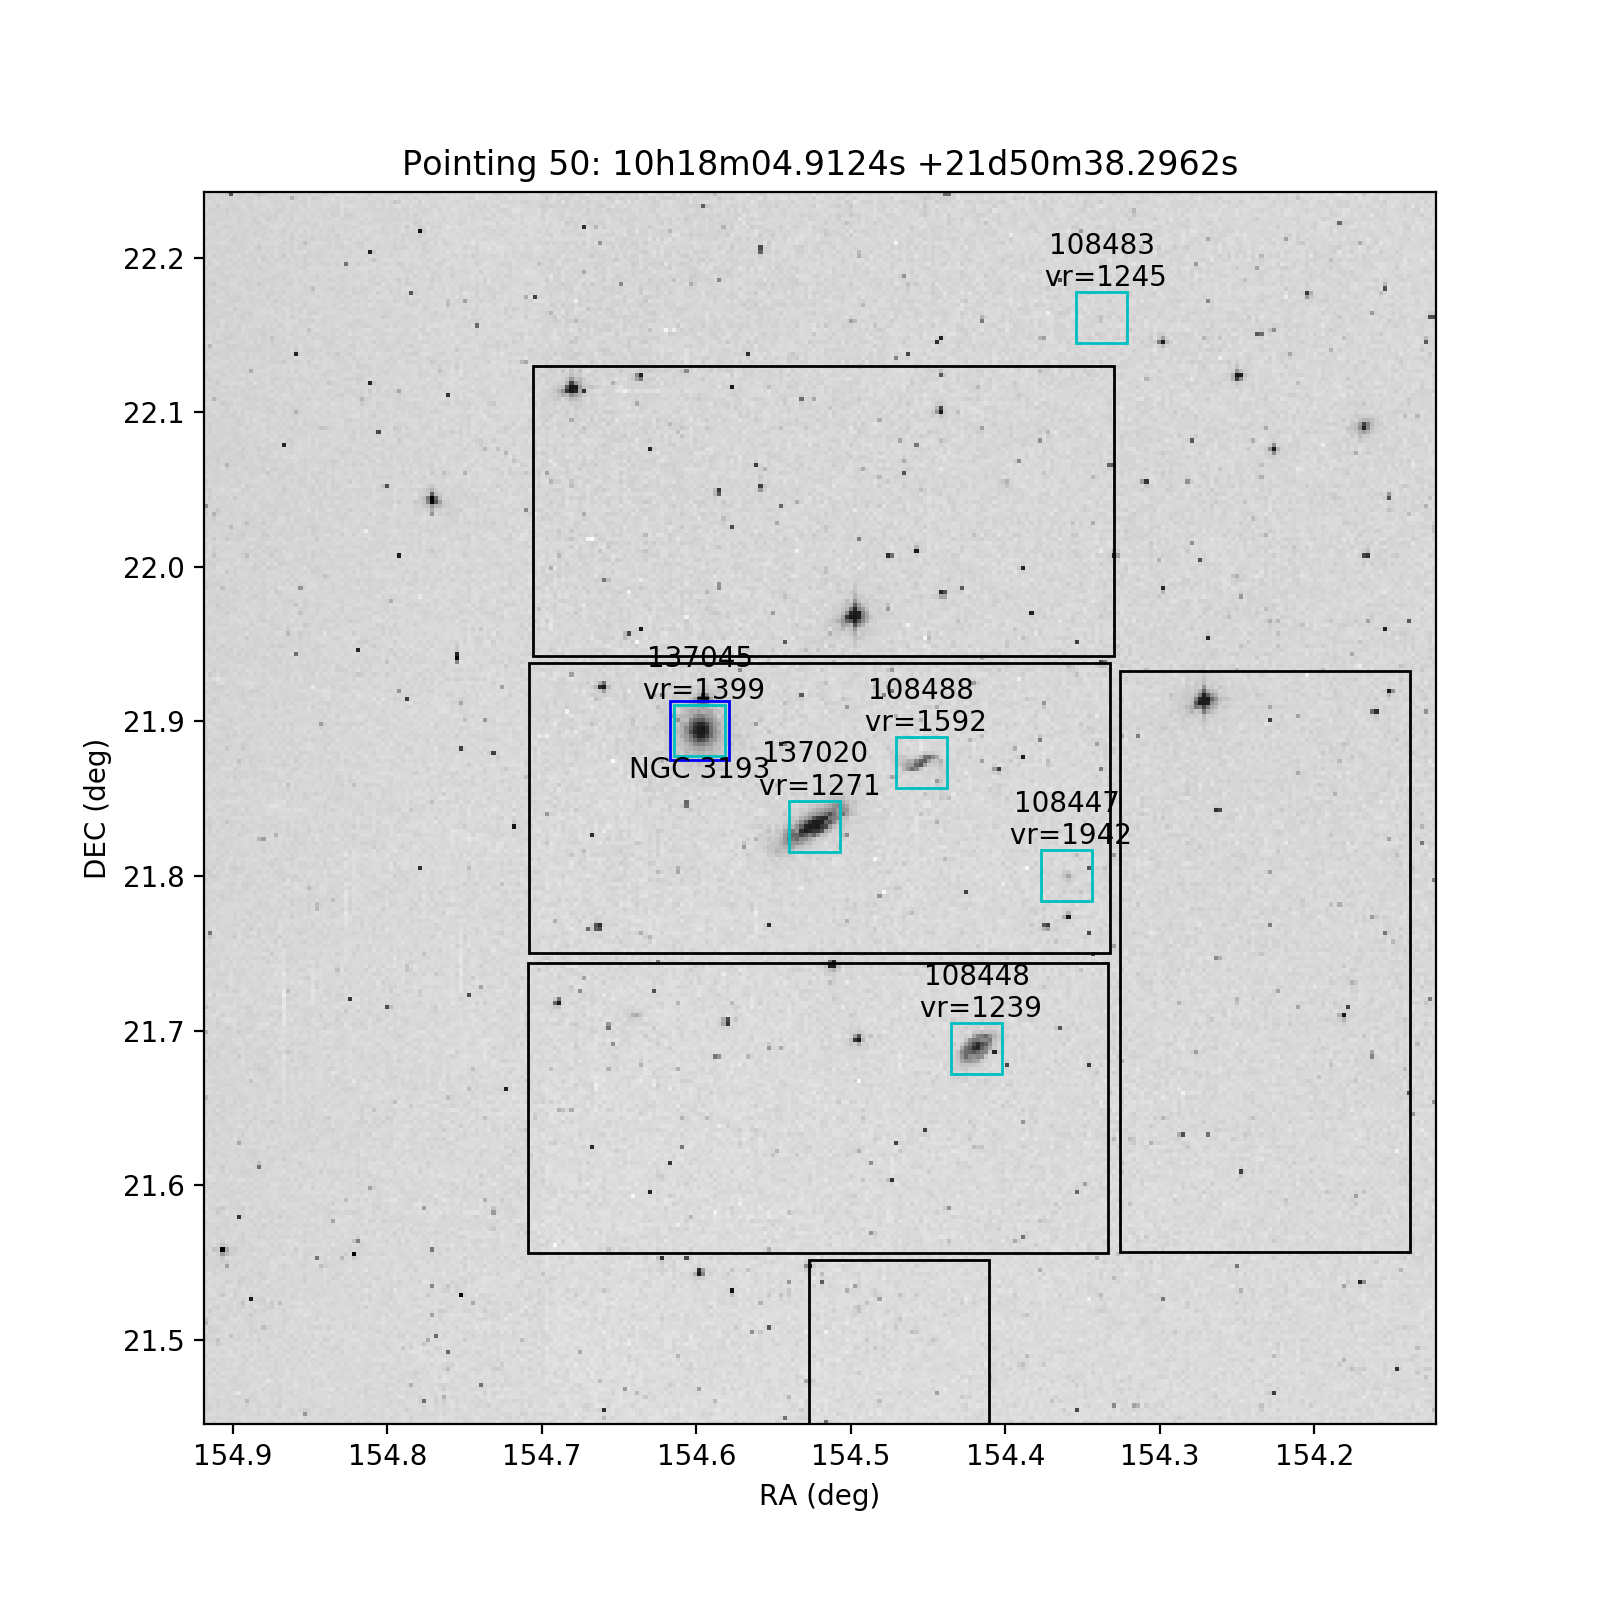 Pointing 50: 10h18m04.9124s +21d50m38.2962s
108483
vr=1245
137045
vr=1399
NGC 3193
108488
vr=1592
137020
vr=1271
108447
vr=1942
108448
vr=1239
22.2
22.1
22.0
21.9
21.8
21.7
21.6
21.5
DEC (deg)
154.9 154.8 154.7 154.6 154.5 154.4 154.3 154.2
RA (deg)